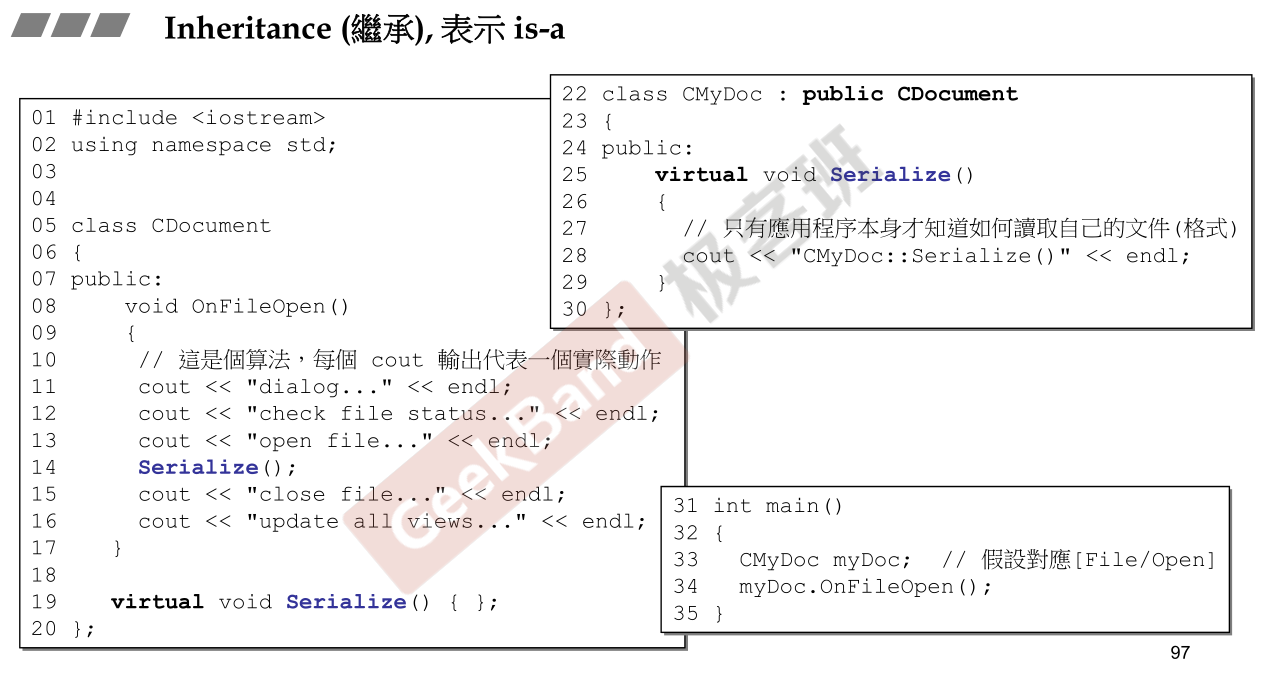 Inheritance (繼承), 表示 is-a
01 #include <iostream>
02 using namespace std;
03
04
05 class CDocument
06 {
07 public:
08 void OnFileOpen()
09 {
10 // 這是個算法，每個 cout 輸出代表一個實際動作
11 cout << "dialog..." << endl;
12 cout << "check file status..." << endl;
13 cout << "open file..." << endl;
14 Serialize();
15 cout << "close file..." << endl;
16 cout << "update all views..." << endl;
17 }
18
19 virtual void Serialize() { };
20 };
22 class CMyDoc : public CDocument
23 {
24 public:
25 virtual void Serialize()
26 {
27 // 只有應用程序本身才知道如何讀取自己的文件(格式)
28 cout << "CMyDoc::Serialize()" << endl;
29 }
30 };
31 int main()
32 {
33 CMyDoc myDoc; // 假設對應[File/Open]
34 myDoc.OnFileOpen();
35 }
GeekBand 极客班
97